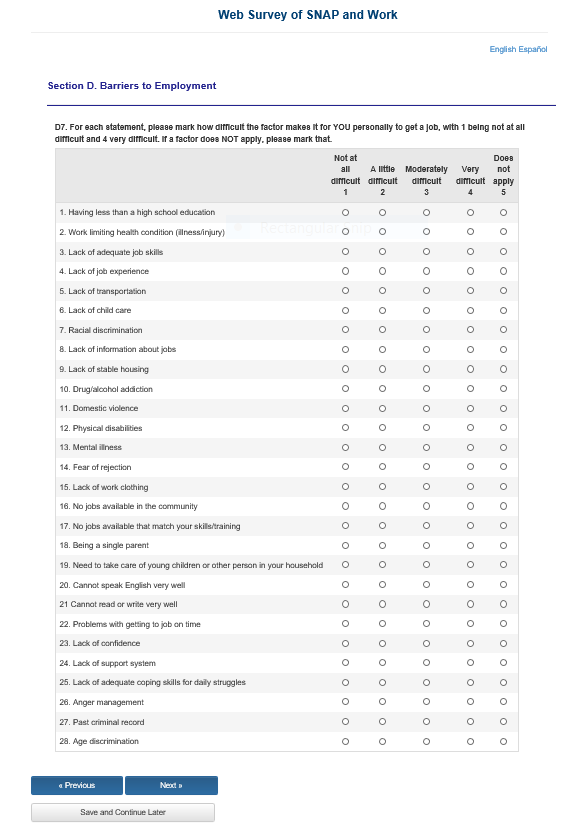 Web Survey of SNAP and Work
English Español
Section D. Barriers to Employment
D7. For each statement, please mark how difficult the factor makes it for YOU personally to get a job, with 1 being not at all
difficult and 4 very difficult. If a factor does NOT apply, please mark that.
Not at all difficult 1
A little difficult 2
Moderately difficult 3
Very difficult 4
Does not apply 5
1. Having less than a high school education
2. Work limiting health condition (illness/injury)
3. Lack of adequate job skills
4. Lack of job experience
5. Lack of transportation
6. Lack of child care
7. Racial discrimination
8. Lack of information about jobs
9. Lack of stable housing
10. Drug/alcohol addiction
11. Domestic violence
12. Physical disabilities
13. Mental illness
14. Fear of rejection
15. Lack of work clothing
16. No jobs available in the community
17. No jobs available that match your skills/training
18. Being a single parent
19. Need to take care of young children or other person in your household
20. Cannot speak English very well
21 Cannot read or write very well
22. Problems with getting to job on time
23. Lack of confidence
24. Lack of support system
25. Lack of adequate coping skills for daily struggles
26. Anger management
27. Past criminal record
28. Age discrimination
« Previous
Next »
Save and Continue Later